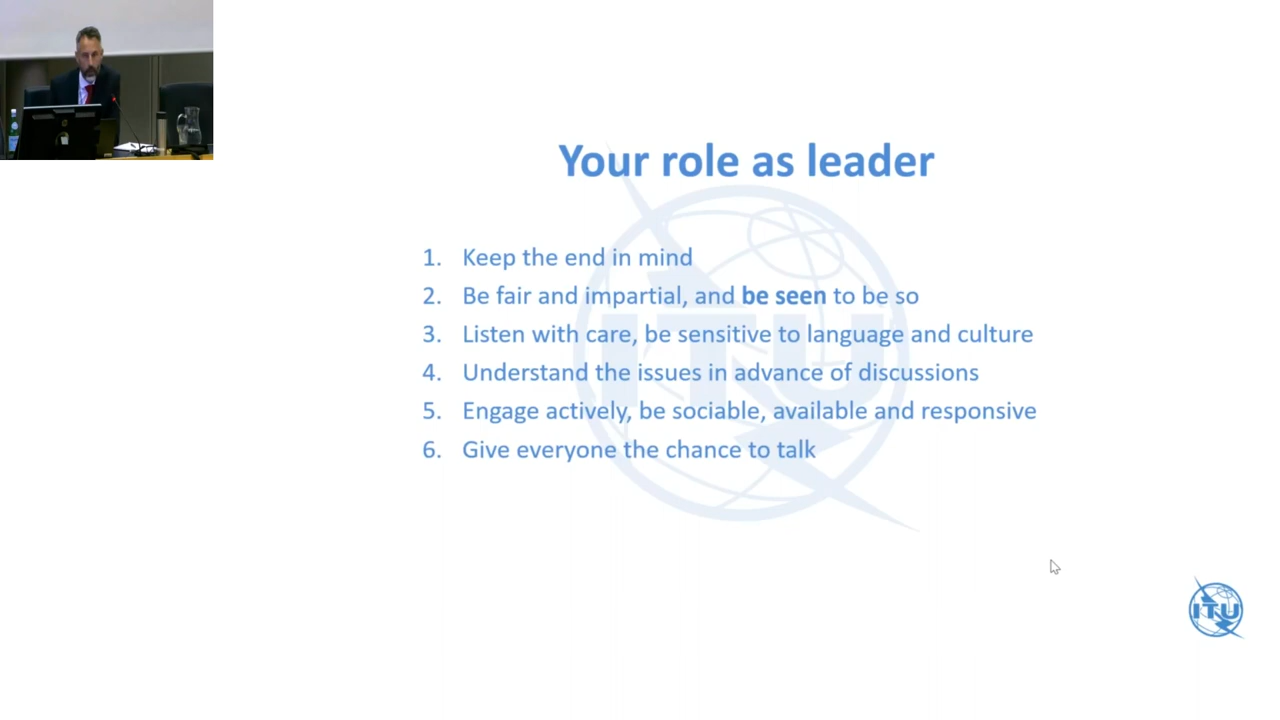 Your role as leader
1. Keep the end in mind
2. Be fair and impartial, and be seen to be so
3. Listen with care, be sensitive to language and culture
4. Understand the issues in advance of discussions
5. Engage actively, be sociable, available and responsive
6. Give everyone the chance to talk
ITU
ITU